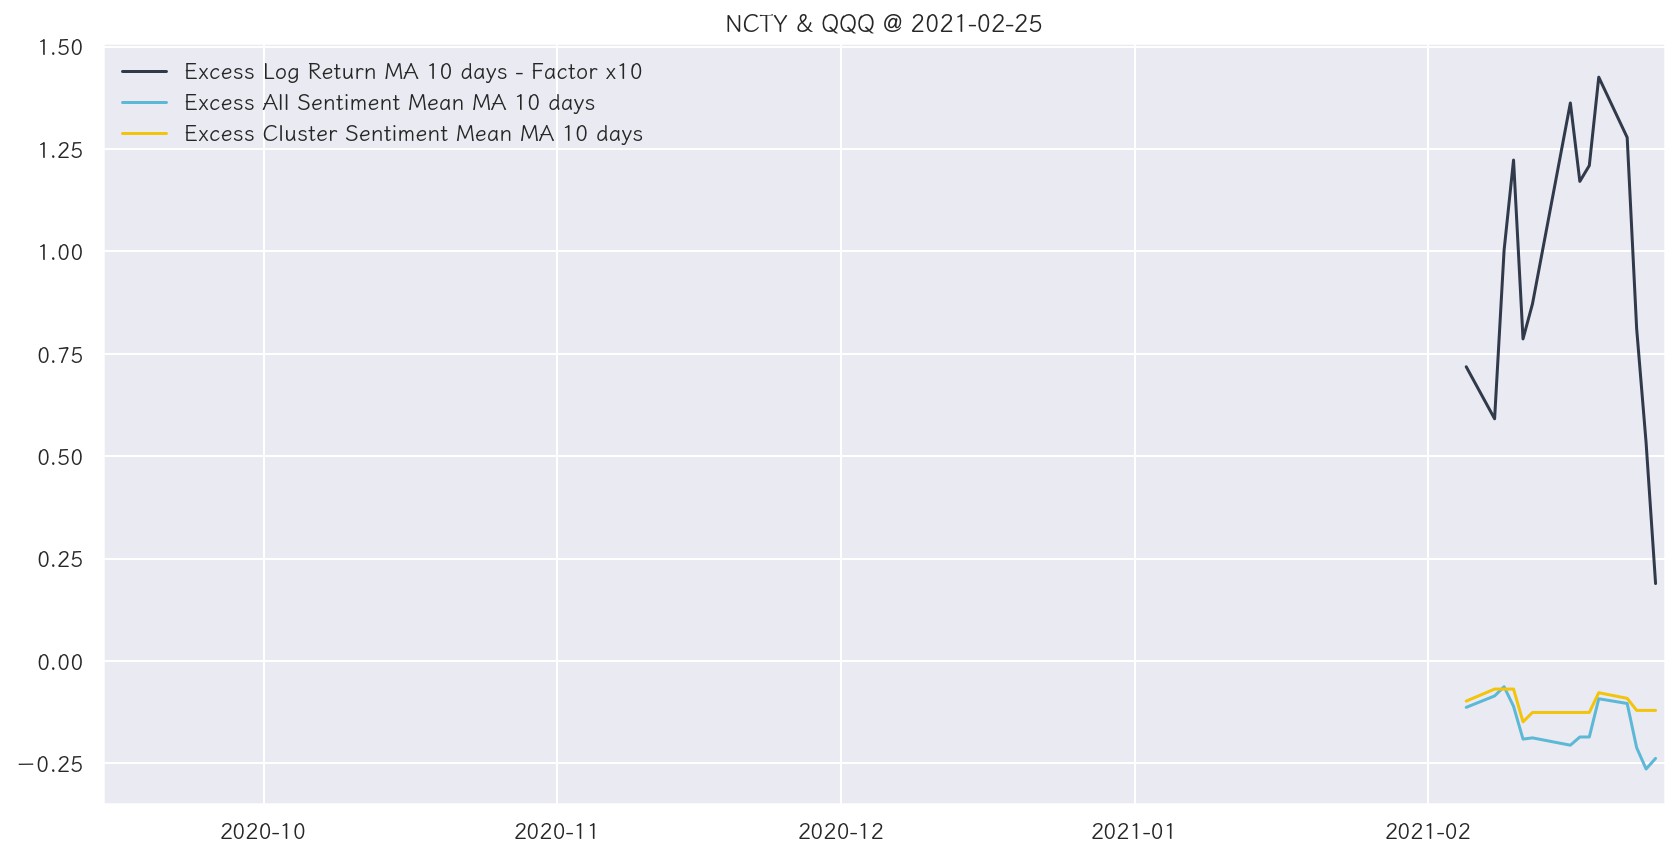 NCTY & QQQ @ 2021-02-25
1.50
Excess Log Return MA 10 days - Factor x10
Excess All Sentiment Mean MA 10 days
Excess Cluster Sentiment Mean MA 10 days
1.25
1.00
0.75
0.50
0.25
0.00
−0.25
2020-10 2020-11 2020-12 2021-01 2021-02